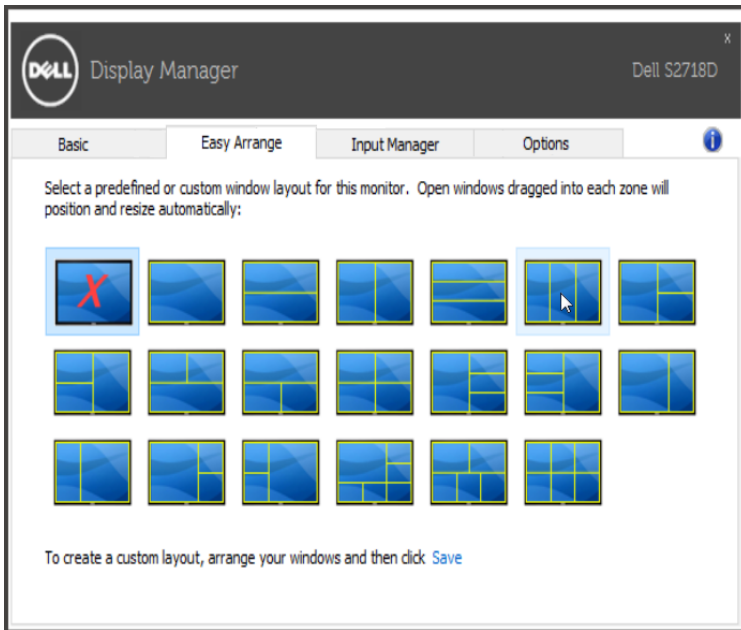 DELL Display Manager
x
Dell S2718D
Basic Easy Arrange Input Manager Options
Select a predefined or custom window layout for this monitor. Open windows dragged into each zone will
position and resize automatically:
X
To create a custom layout, arrange your windows and then click Save